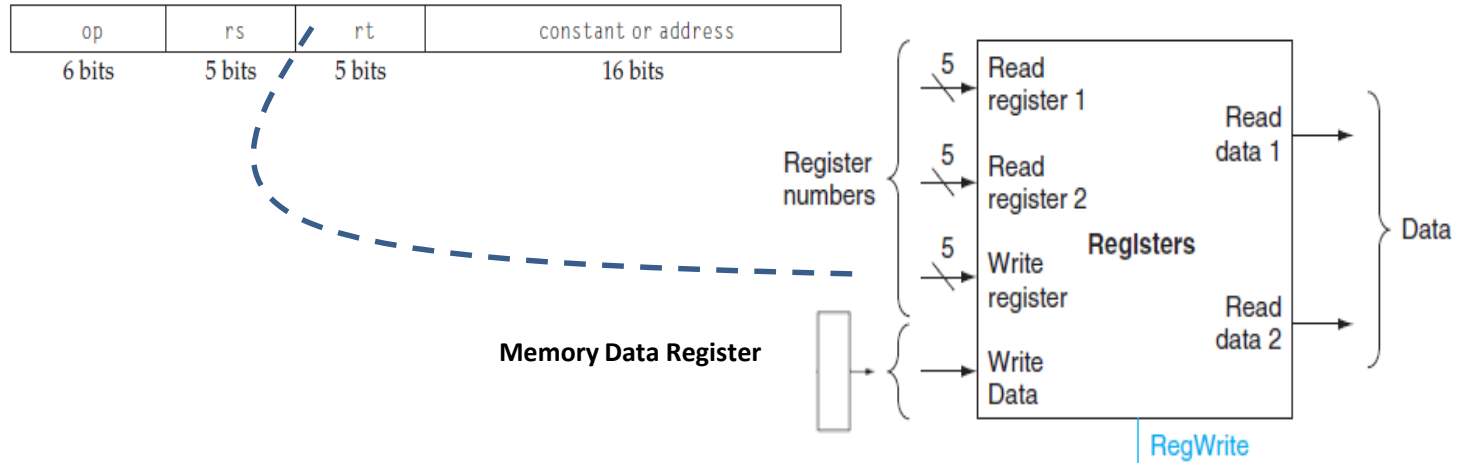 op rs rt constant or address
6 bits 5 bits 5 bits 16 bits
Register
numbers
5
Read
register 1
5
Read
register 2
5
Write
register
Write
Data
Registers
Read
data 1
Read
data 2
Data
Memory Data Register
RegWrite